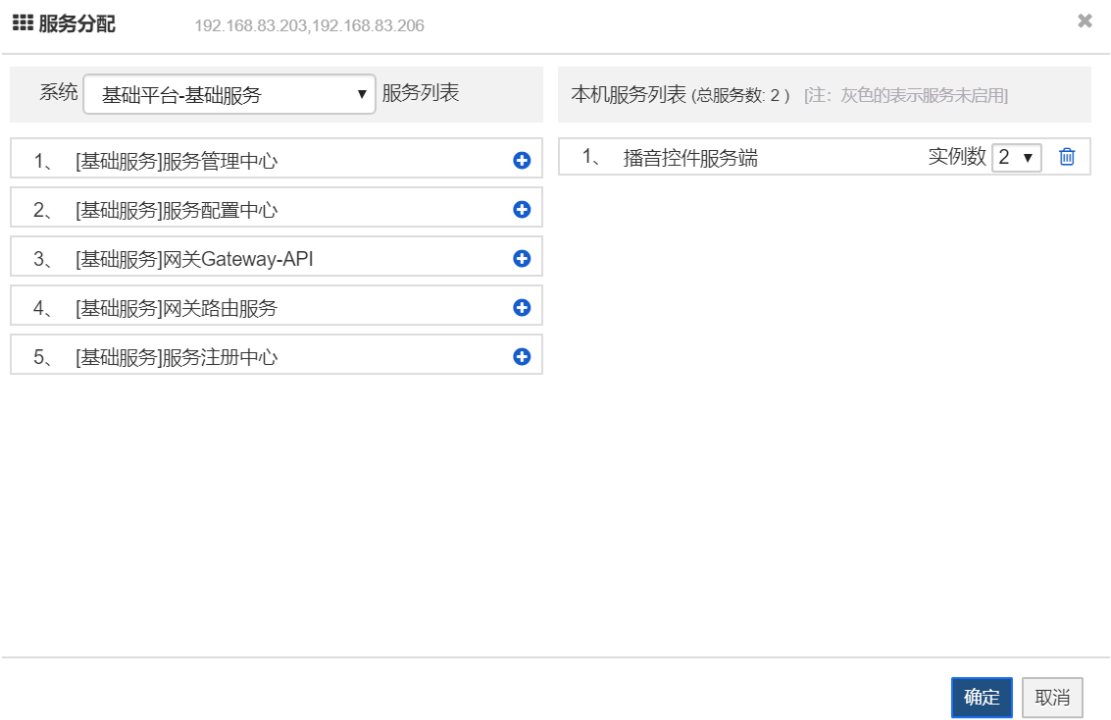 服务分配 192.168.83.203,192.168.83.206
系统 基础平台-基础服务 服务列表
1、 [基础服务]服务管理中心
2、 [基础服务]服务配置中心
3、 [基础服务]网关Gateway-API
4、 [基础服务]网关路由服务
5、 [基础服务]服务注册中心
本机服务列表 (总服务数: 2 ) [注: 灰色的表示服务未启用]
1、 播音控件服务端 实例数 2
确定 取消